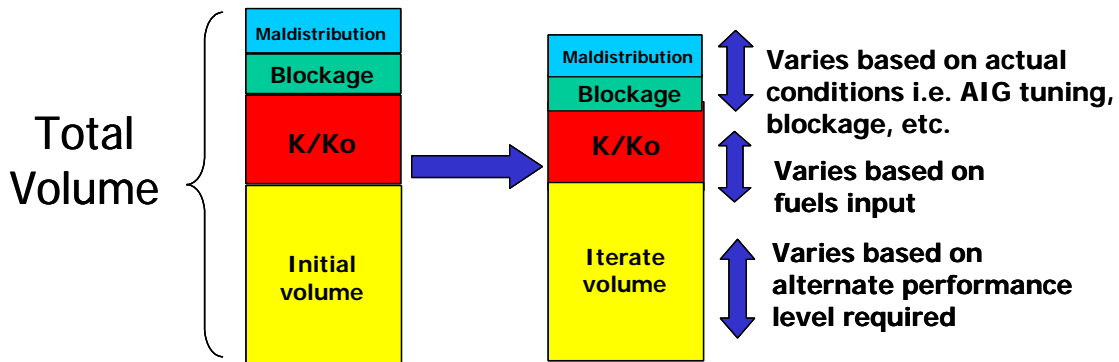 Total
Volume
Maldistribution
Blockage
K/Ko
Initial
volume
Maldistribution
Blockage
K/Ko
Iterate
volume
Varies based on actual
conditions i.e. AIG tuning,
blockage, etc.
Varies based on
fuels input
Varies based on
alternate performance
level required